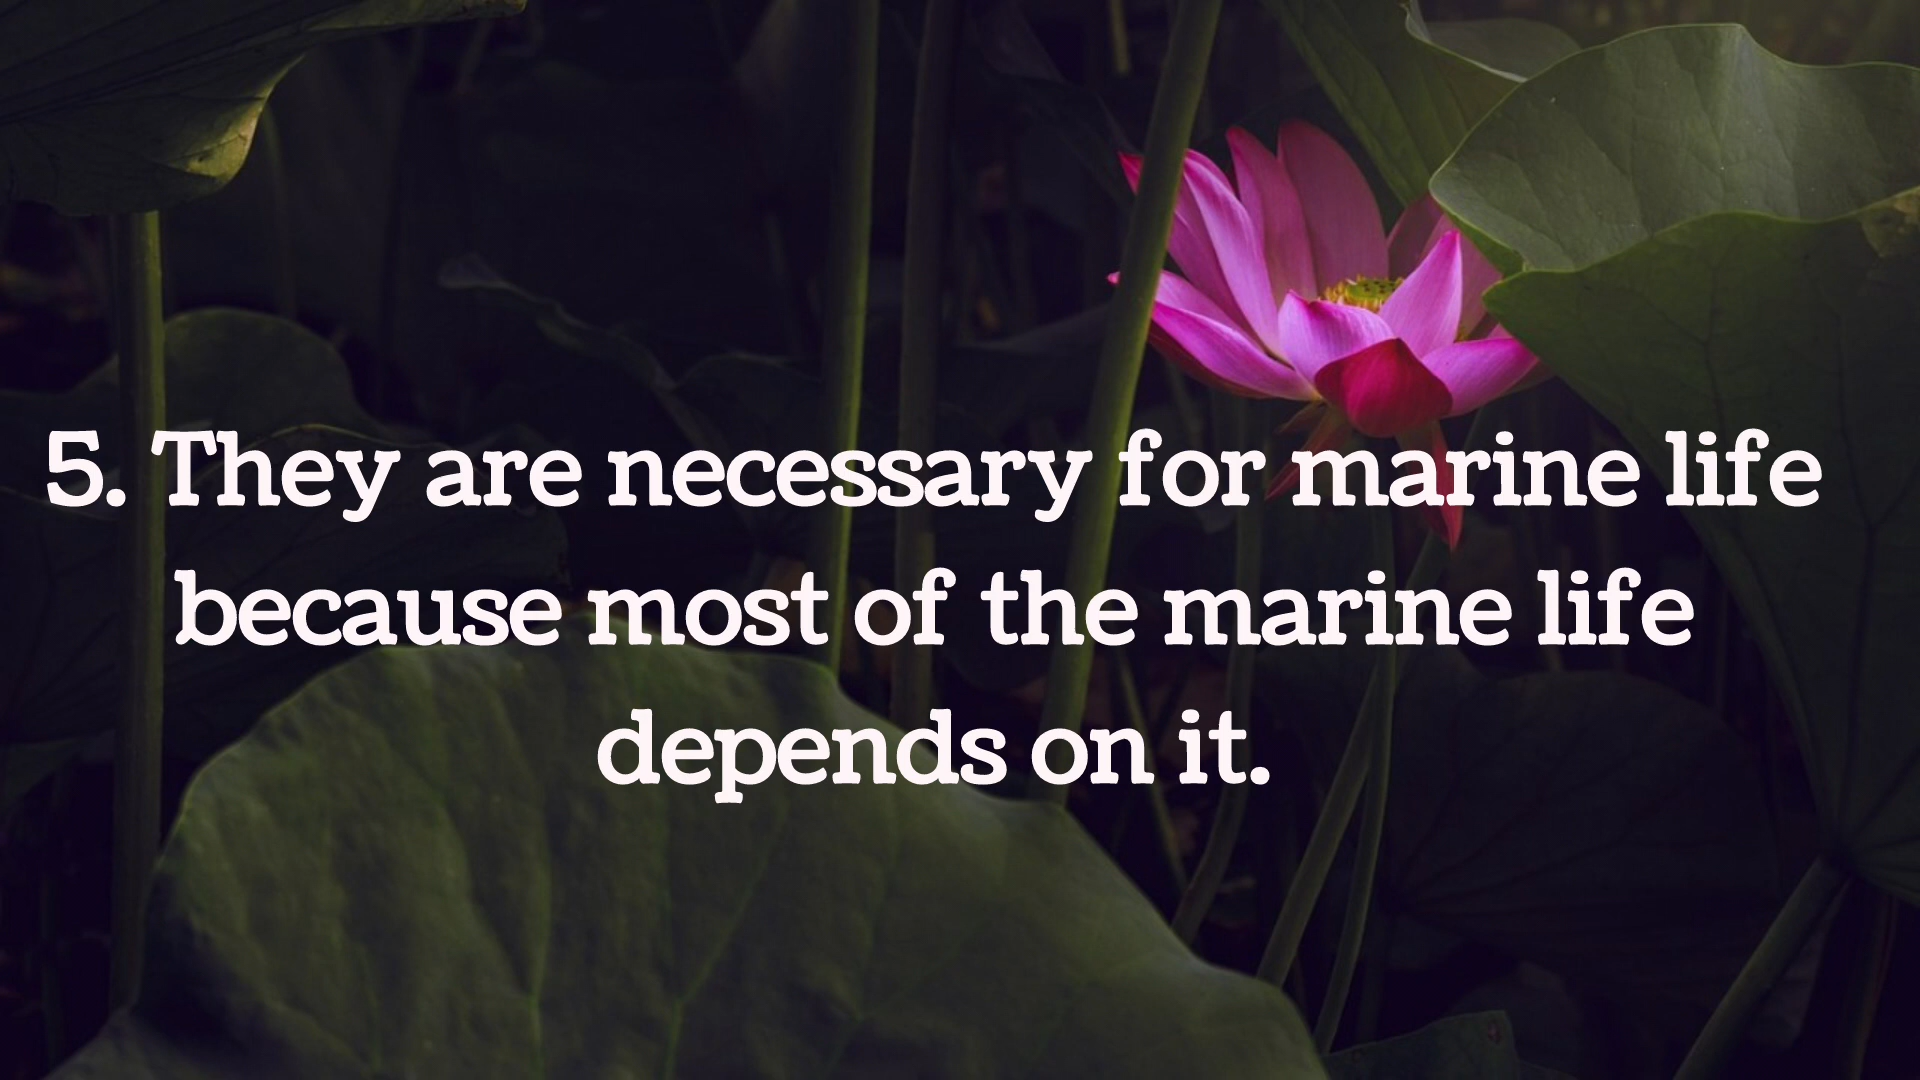 5. They are necessary for marine life
because most of the marine life
depends on it.